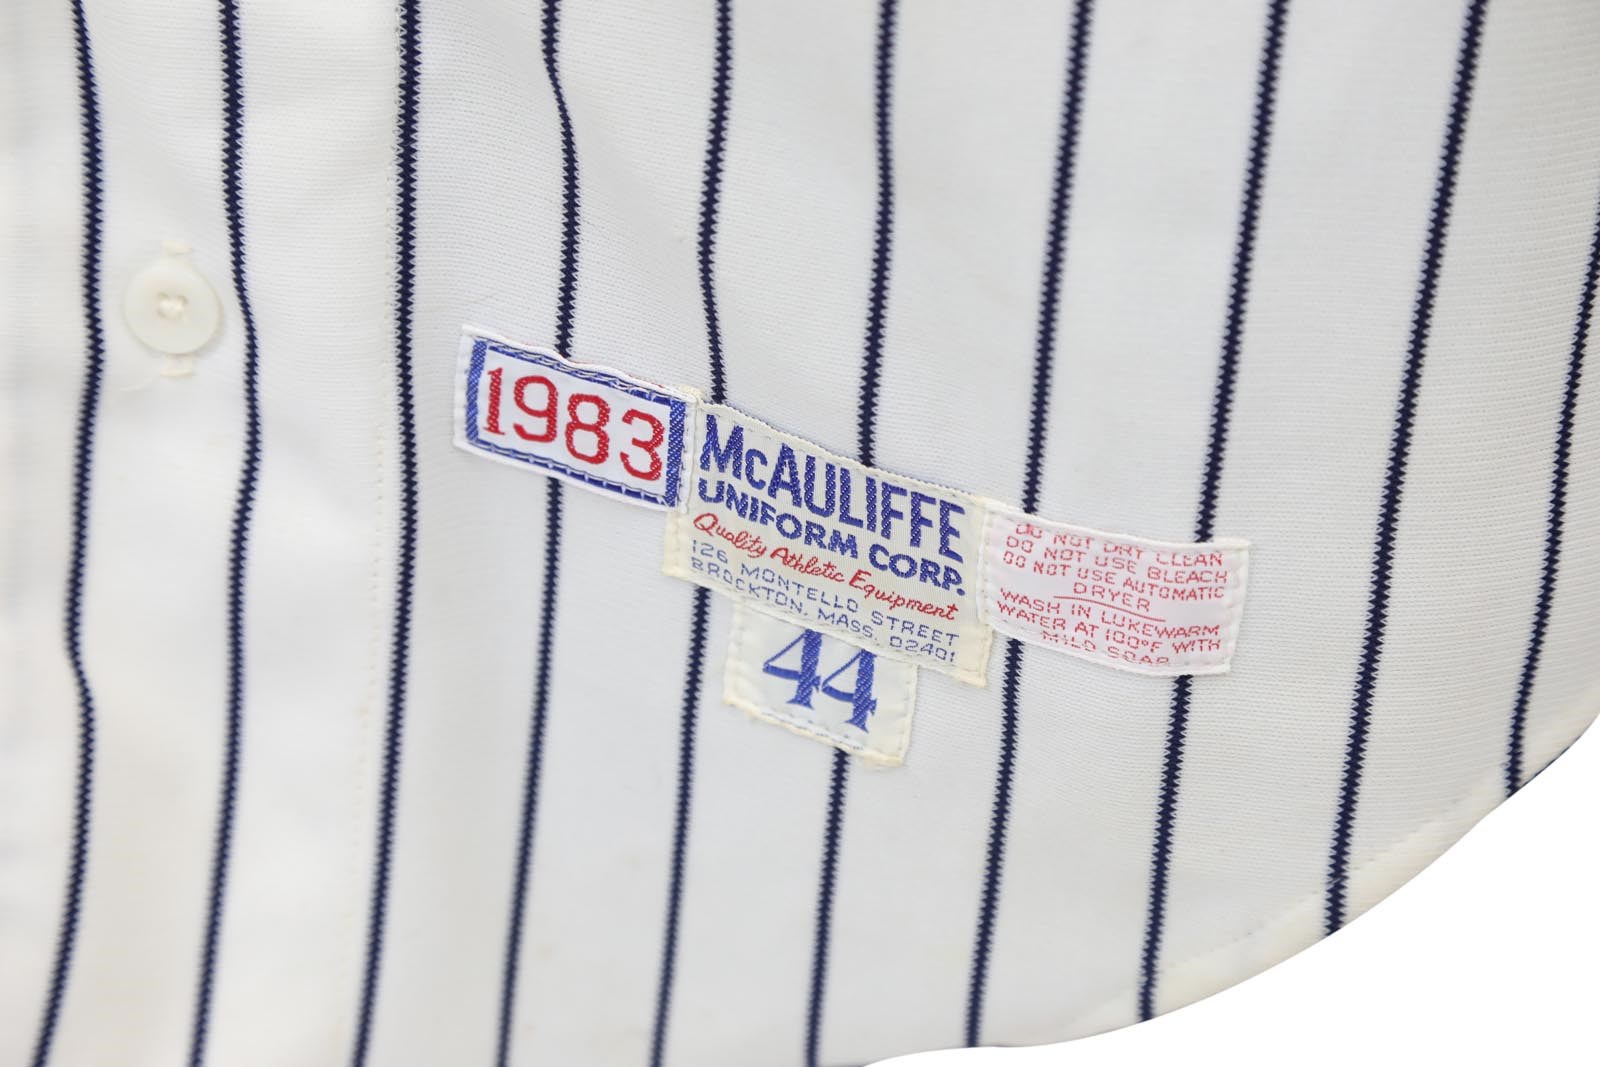 1983
McAULIFFE
UNIFORM CORP.
Quality Athletic Equipment
126 MONTELLO STREET
BROCKTON, MASS. 02401
44
DO NOT DRY CLEAN
DO NOT USE BLEACH
DO NOT USE AUTOMATIC
DRYER
WASH IN LUKEWARM
WATER AT 100°F WITH
MILD SOAP